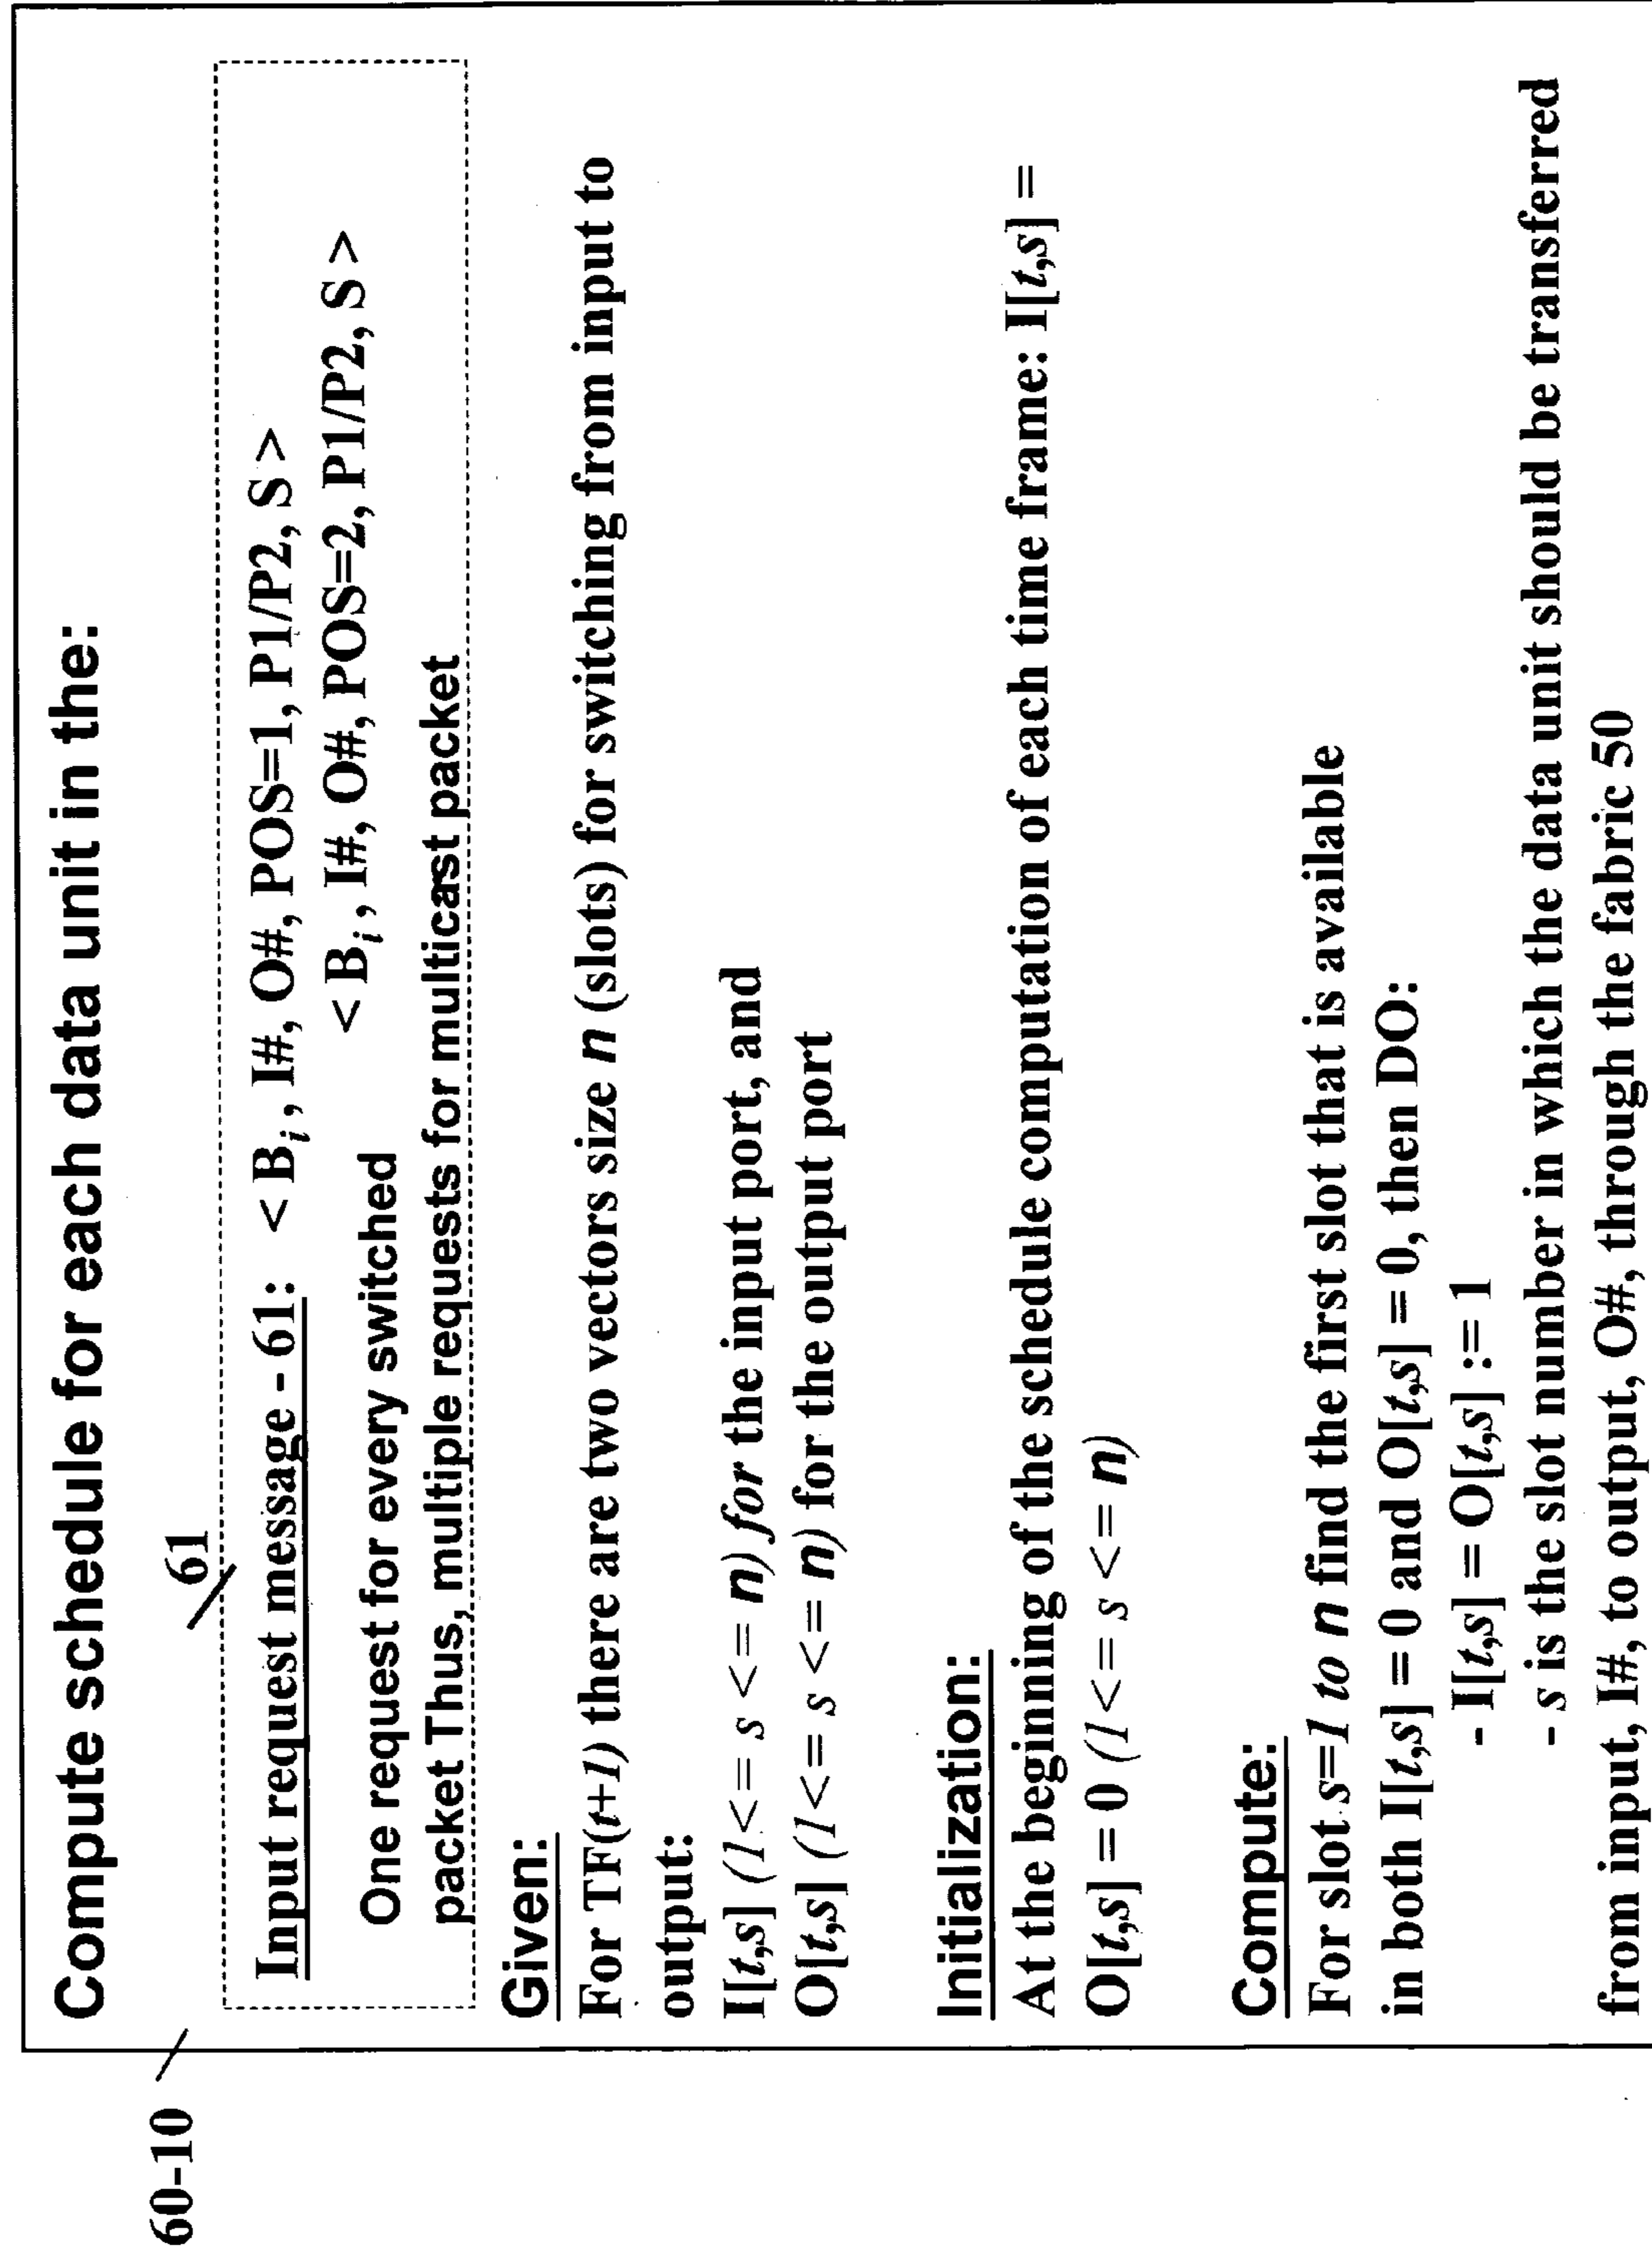 60-10
Compute schedule for each data unit in the:
61
Input request message - 61: < B_i, I#, O#, POS=1, P1/P2, S >
< B_i, I#, O#, POS=2, P1/P2, S >
One request for every switched
packet Thus, multiple requests for multicast packet
Given:
For TF(t+1) there are two vectors size n (slots) for switching from input to
output:
I[t,s] (1<= s <= n) for the input port, and
O[t,s] (1<= s <= n) for the output port
Initialization:
At the beginning of the schedule computation of each time frame: I[t,s] =
O[t,s] = 0 (1<= s <= n)
Compute:
For slot s=1 to n find the first slot that is available
in both I[t,s] = 0 and O[t,s] = 0, then DO:
- I[t,s] = O[t,s] := 1
- s is the slot number in which the data unit should be transferred
from input, I#, to output, O#, through the fabric 50